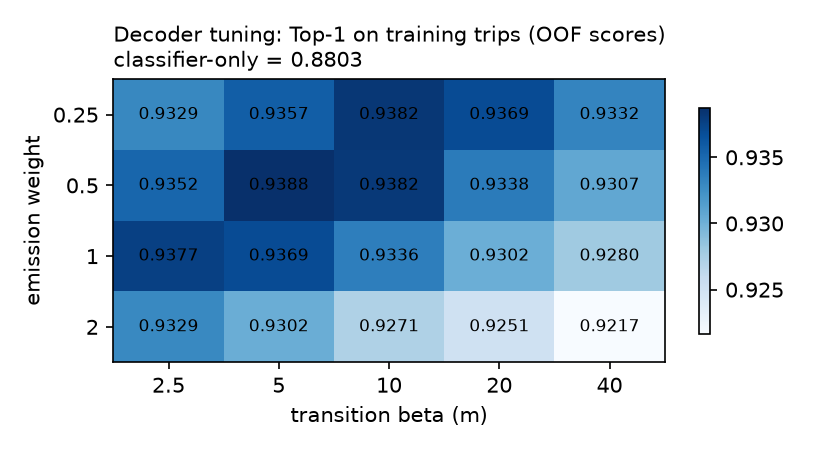 Decoder tuning: Top-1 on training trips (OOF scores)
classifier-only = 0.8803
emission weight
0.25 0.9329 0.9357 0.9382 0.9369 0.9332
0.5 0.9352 0.9388 0.9382 0.9338 0.9307
1 0.9377 0.9369 0.9336 0.9302 0.9280
2 0.9329 0.9302 0.9271 0.9251 0.9217
2.5 5 10 20 40
transition beta (m)
0.935
0.930
0.925